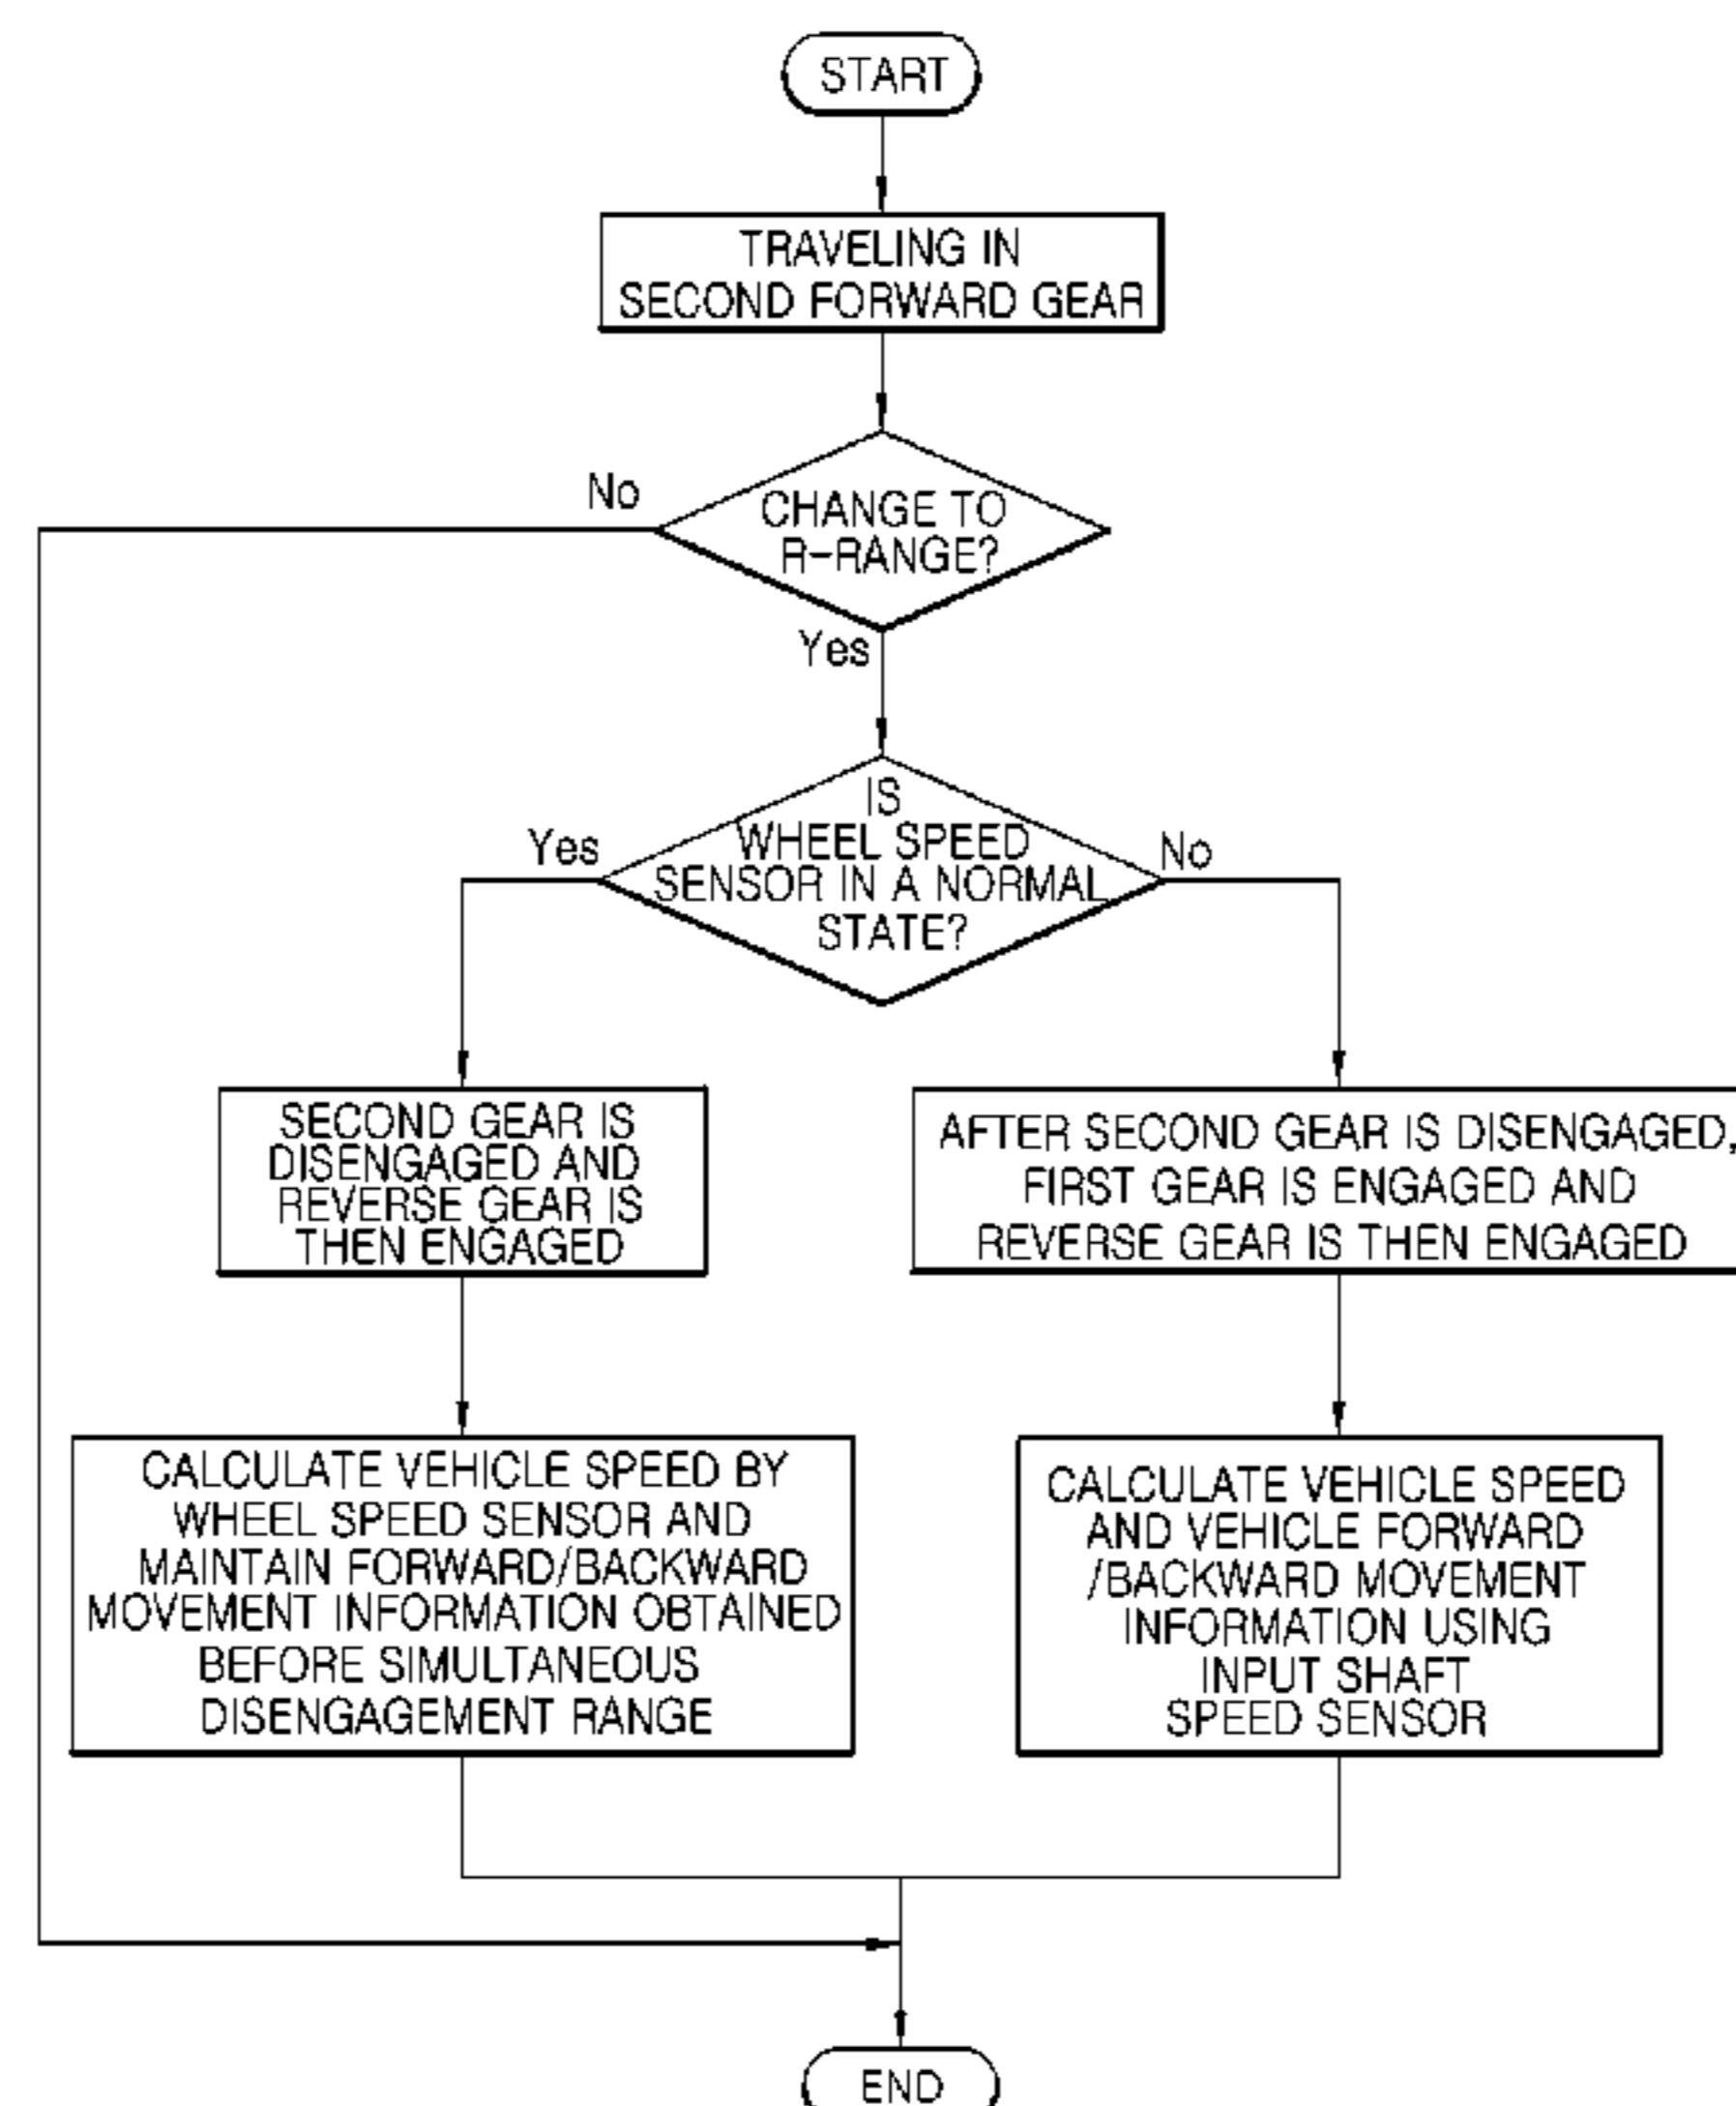 START
TRAVELING IN
SECOND FORWARD GEAR
No
CHANGE TO
R-RANGE?
Yes
IS
WHEEL SPEED
SENSOR IN A NORMAL
STATE?
Yes
No
SECOND GEAR IS
DISENGAGED AND
REVERSE GEAR IS
THEN ENGAGED
AFTER SECOND GEAR IS DISENGAGED,
FIRST GEAR IS ENGAGED AND
REVERSE GEAR IS THEN ENGAGED
CALCULATE VEHICLE SPEED BY
WHEEL SPEED SENSOR AND
MAINTAIN FORWARD/BACKWARD
MOVEMENT INFORMATION OBTAINED
BEFORE SIMULTANEOUS
DISENGAGEMENT RANGE
CALCULATE VEHICLE SPEED
AND VEHICLE FORWARD
/BACKWARD MOVEMENT
INFORMATION USING
INPUT SHAFT
SPEED SENSOR
END